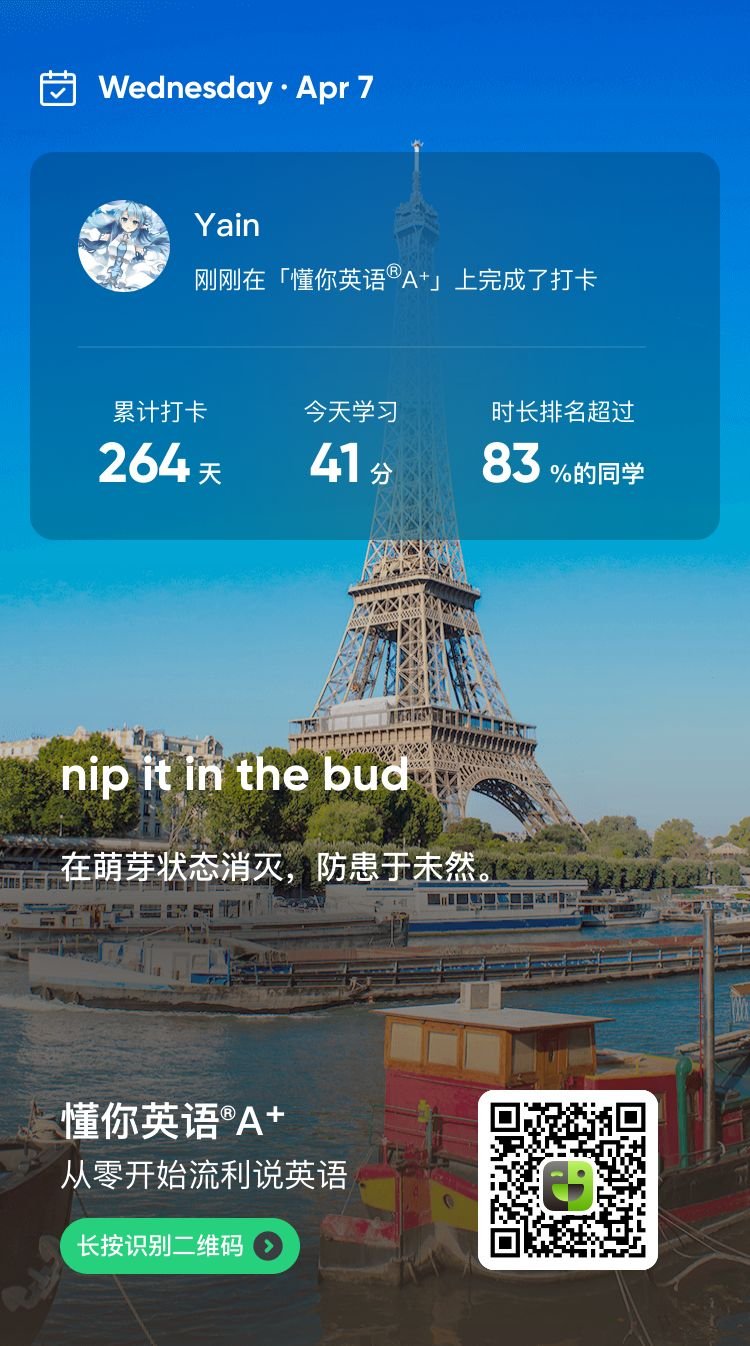 Wednesday · Apr 7
Yain
刚刚在「懂你英语®A⁺」上完成了打卡
累计打卡 今天学习 时长排名超过
264 天 41 分 83 %的同学
nip it in the bud
在萌芽状态消灭，防患于未然。
懂你英语®A⁺
从零开始流利说英语
长按识别二维码